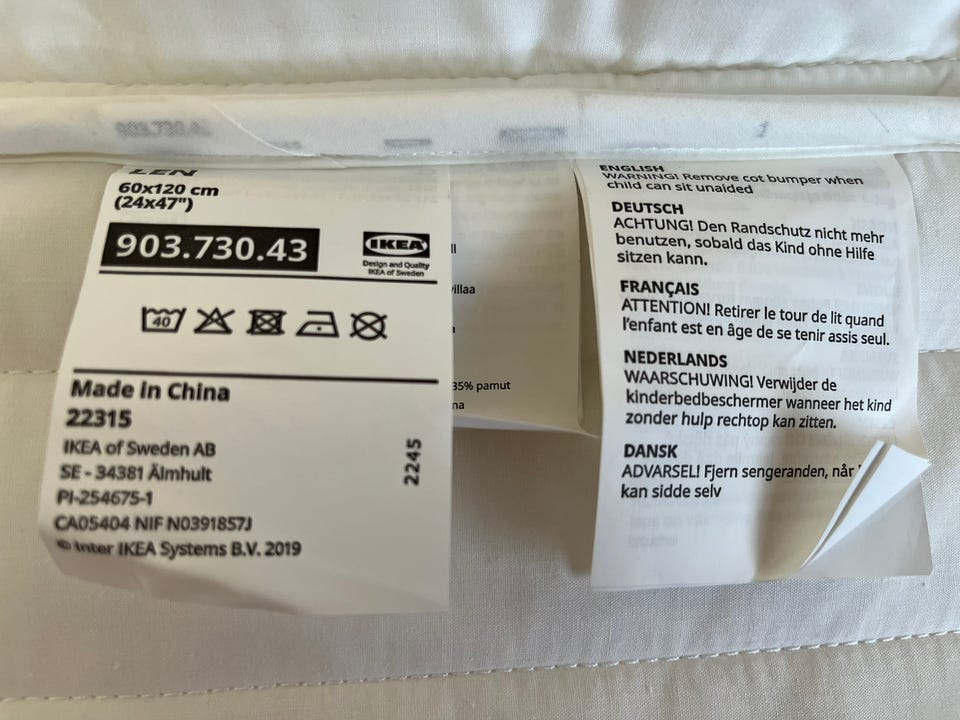 LEN
60x120 cm
(24x47")
903.730.43
IKEA
Design and Quality
IKEA of Sweden
40
Made in China
22315
IKEA of Sweden AB
SE - 34381 Älmhult
PI-254675-1
CA05404 NIF N0391857J
© Inter IKEA Systems B.V. 2019
2245
35% pamut
ENGLISH
WARNING! Remove cot bumper when
child can sit unaided
DEUTSCH
ACHTUNG! Den Randschutz nicht mehr
benutzen, sobald das Kind ohne Hilfe
sitzen kann.
FRANÇAIS
ATTENTION! Retirer le tour de lit quand
l'enfant est en âge de se tenir assis seul.
NEDERLANDS
WAARSCHUWING! Verwijder de
kinderbedbeschermer wanneer het kind
zonder hulp rechtop kan zitten.
DANSK
ADVARSEL! Fjern sengeranden, når
kan sidde selv